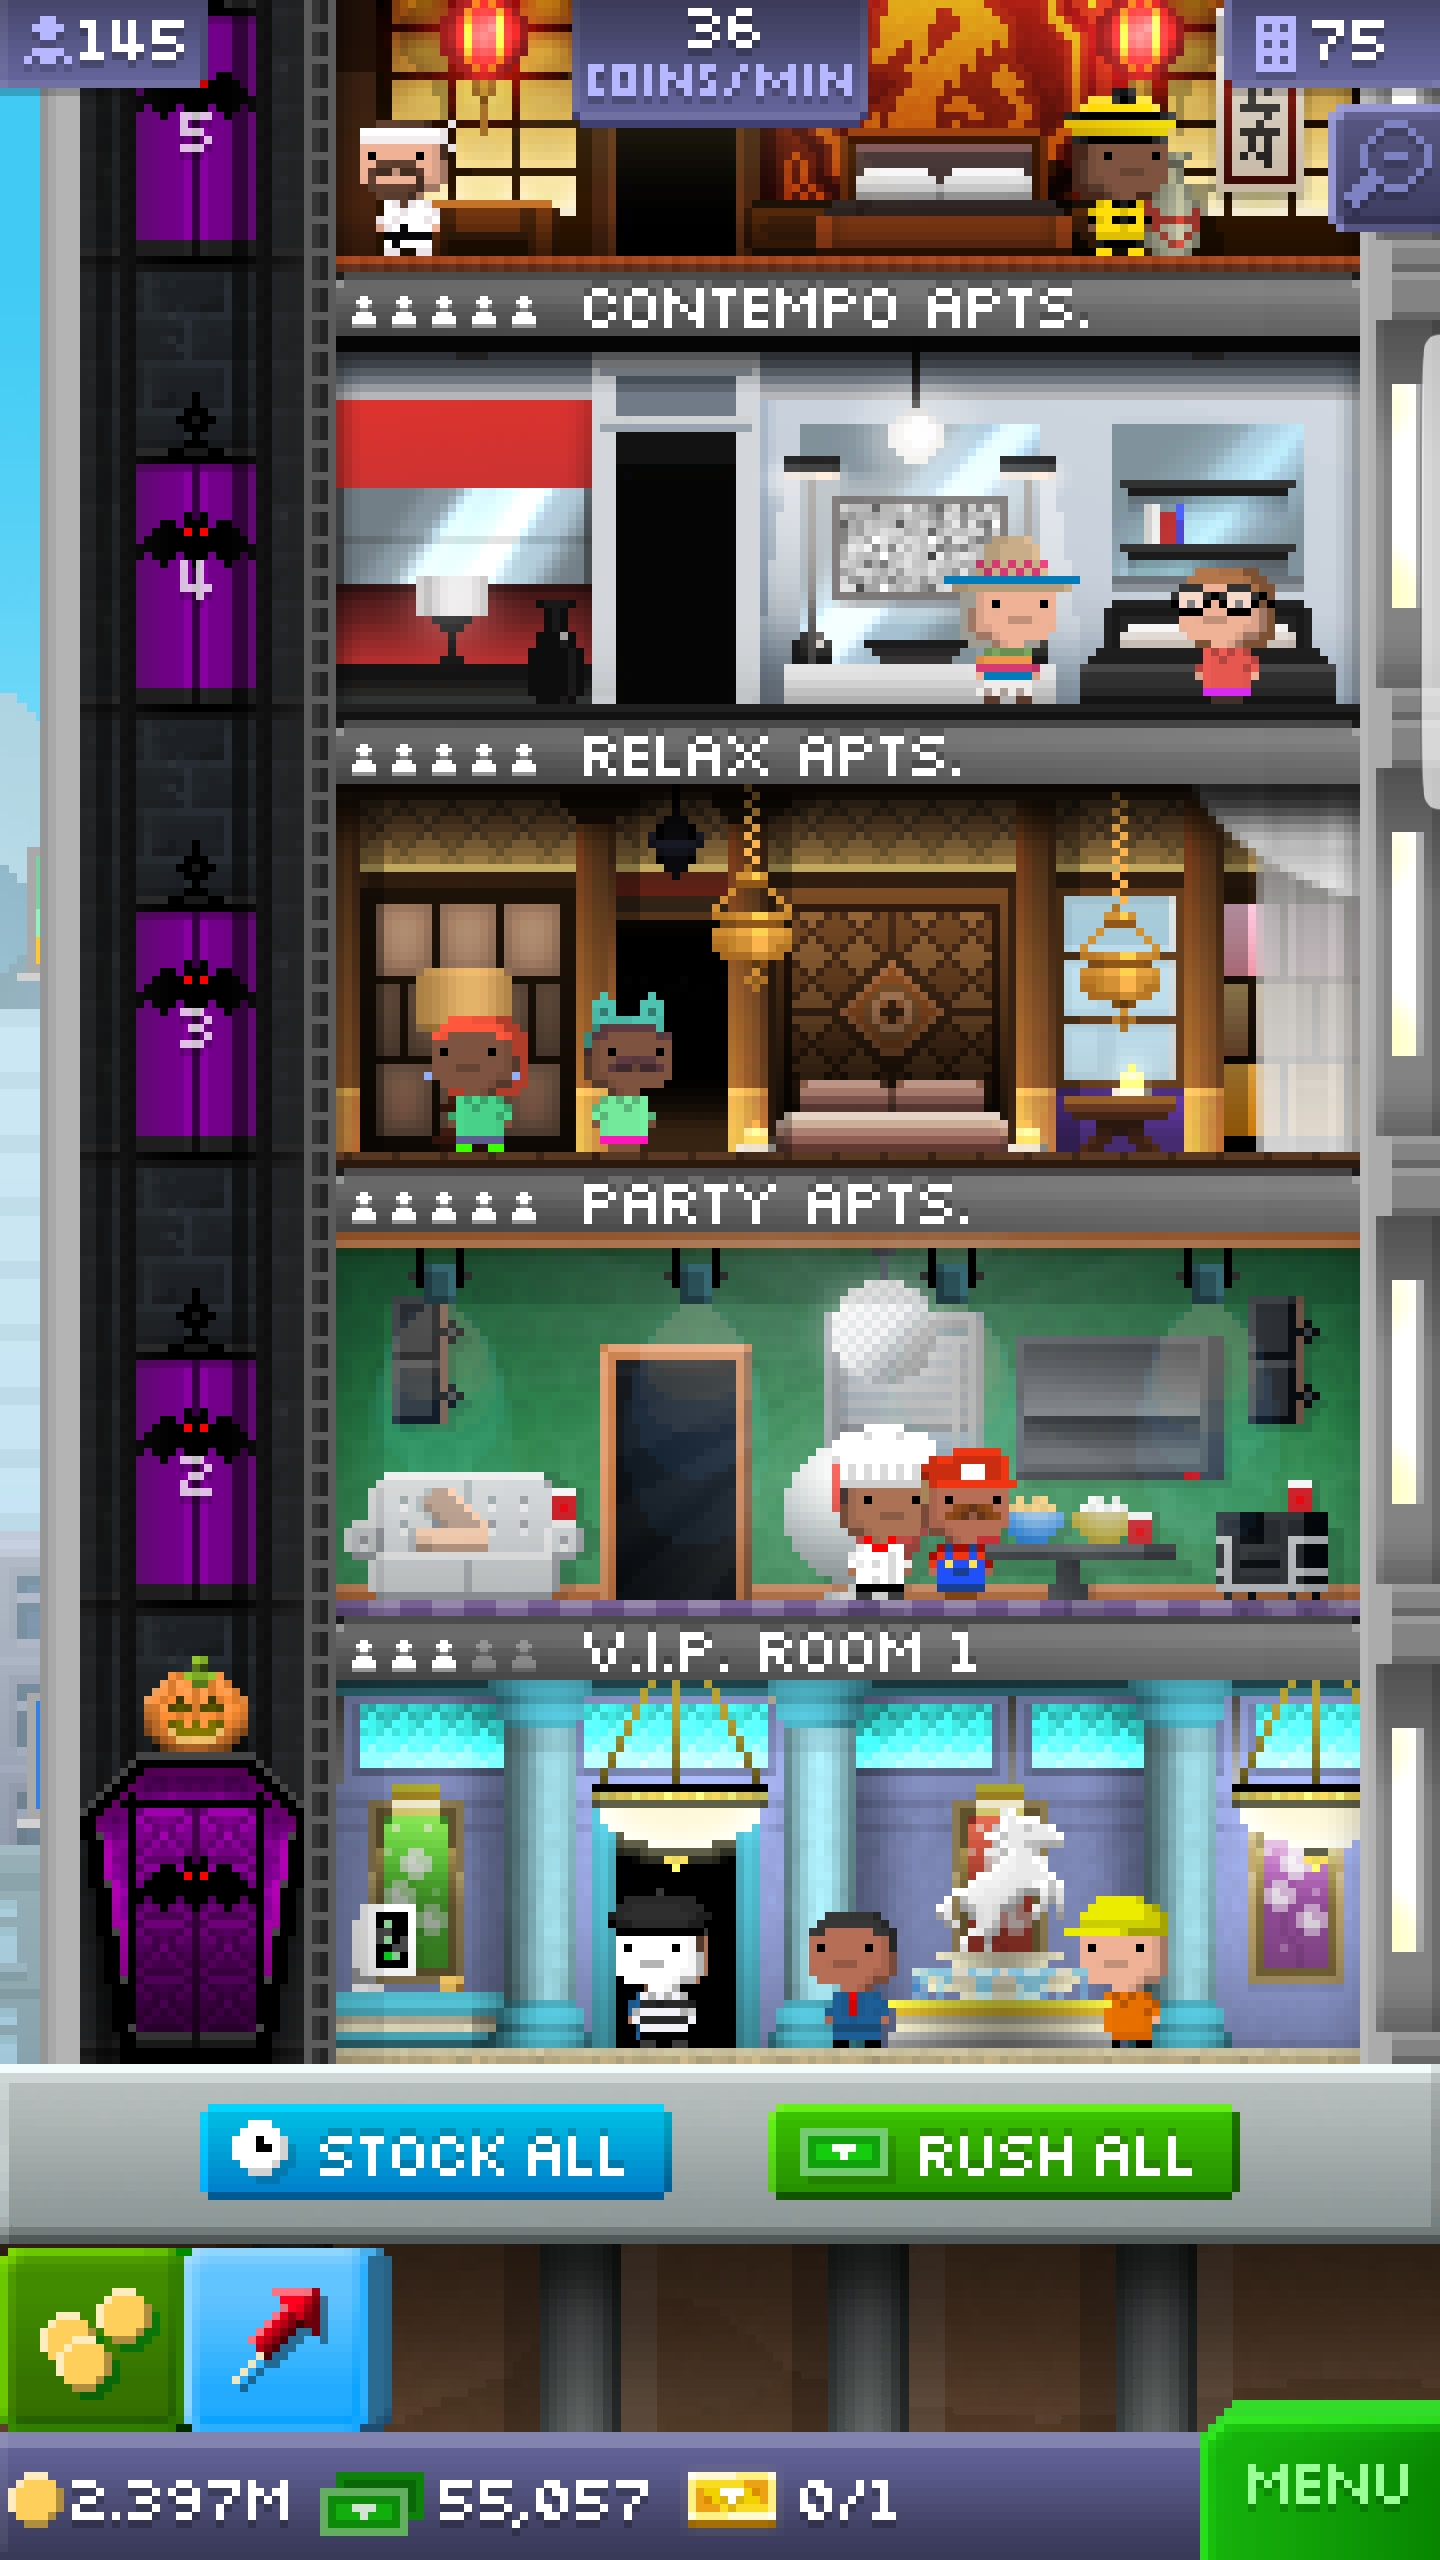 145
36
COINS/MIN
75
5
CONTEMPO APTS.
4
RELAX APTS.
3
PARTY APTS.
2
V.I.P. ROOM 1
STOCK ALL
RUSH ALL
2.397M
55,057
0/1
MENU